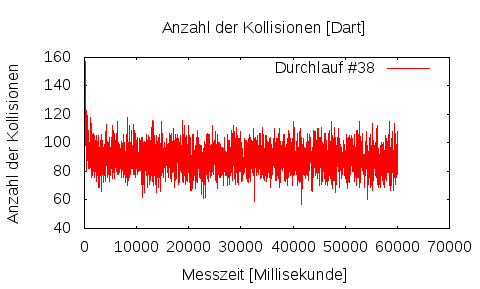 Anzahl der Kollisionen [Dart]
Durchlauf #38
Anzahl der Kollisionen
160
140
120
100
80
60
40
0 10000 20000 30000 40000 50000 60000 70000
Messzeit [Millisekunde]